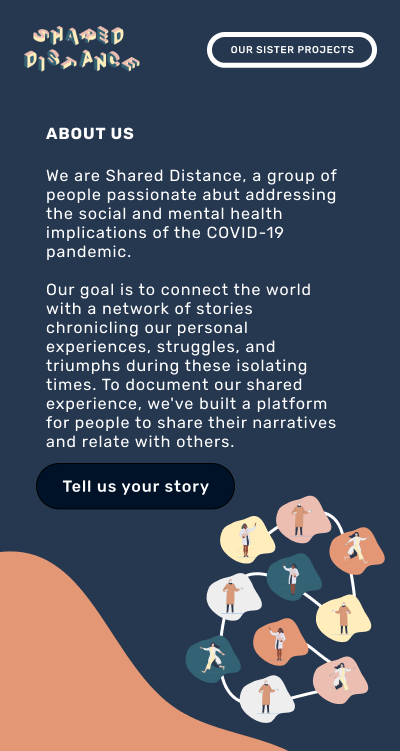 SHARED
DISTANCE
OUR SISTER PROJECTS
ABOUT US
We are Shared Distance, a group of
people passionate abut addressing
the social and mental health
implications of the COVID-19
pandemic.
Our goal is to connect the world
with a network of stories
chronicling our personal
experiences, struggles, and
triumphs during these isolating
times. To document our shared
experience, we've built a platform
for people to share their narratives
and relate with others.
Tell us your story